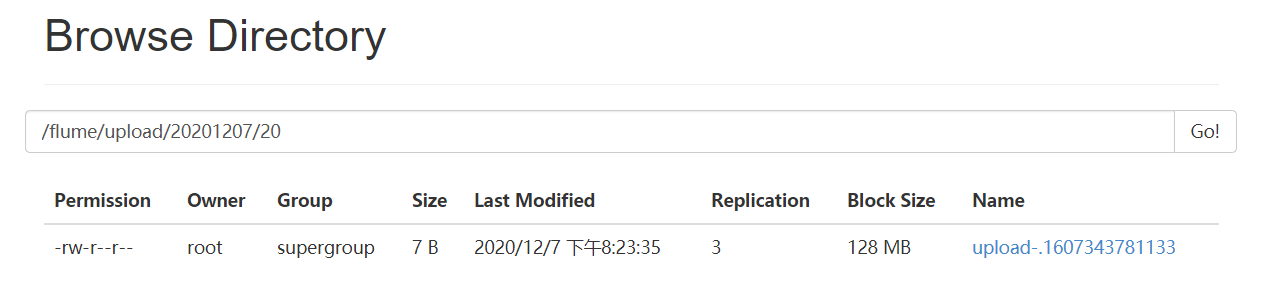 Browse Directory
/flume/upload/20201207/20 Go!
Permission Owner Group Size Last Modified Replication Block Size Name
-rw-r--r-- root supergroup 7 B 2020/12/7 下午8:23:35 3 128 MB upload-.1607343781133